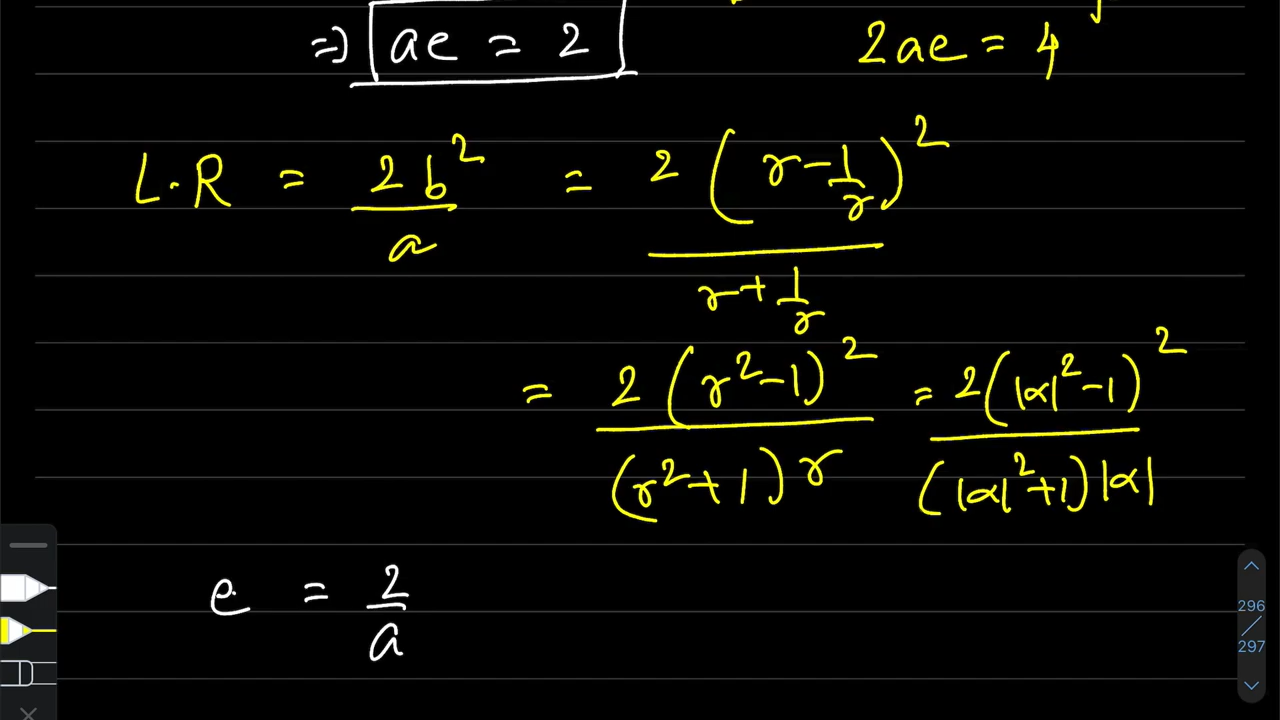 =) ae = 2 2ae = 4
L.R = 2b²/a = 2(r-1/r)²/(r+1/r)
= 2(r²-1)²/((r²+1)r) = 2(|α|²-1)²/((|α|²+1)|α|)
e = 2/a
296
/
297